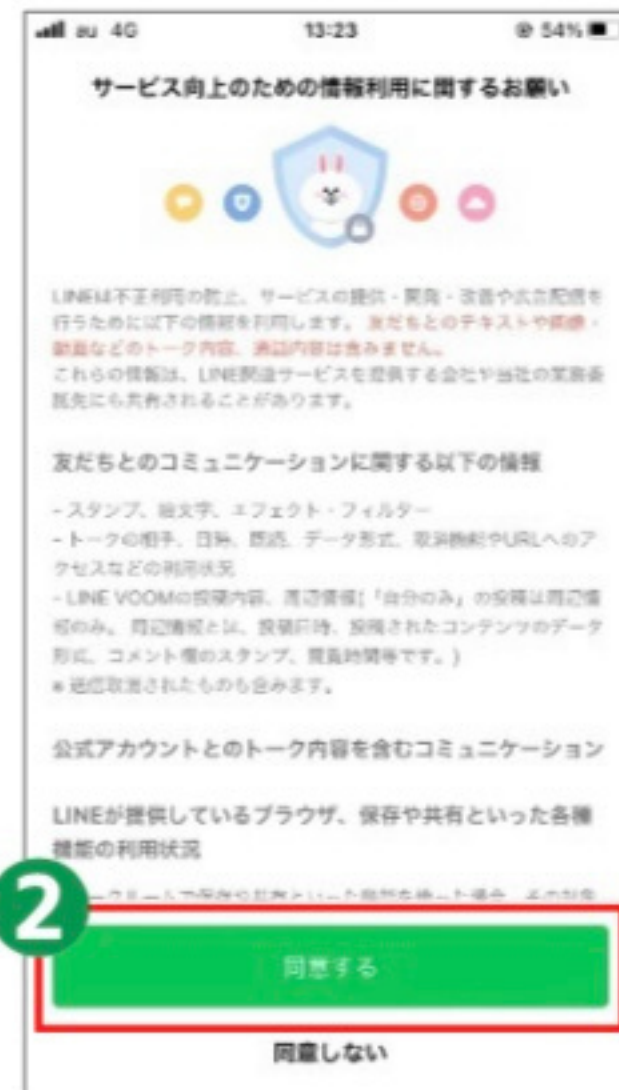 au 4G 13:23 54%
サービス向上のための情報利用に関するお願い
LINEは不正利用の防止、サービスの提供・開発・改善や広告配信を
行うために以下の情報を利用します。友だちとのテキストや画像・
動画などのトーク内容、通話内容は含みません。
これらの情報は、LINE関連サービスを提供する会社や当社の業務委
託先にも共有されることがあります。
友だちとのコミュニケーションに関する以下の情報
- スタンプ、絵文字、エフェクト・フィルター
- トークの相手、日時、既読、データ形式、取消機能やURLへのア
クセスなどの利用状況
- LINE VOOMの投稿内容、周辺情報(「自分のみ」の投稿は周辺情
報のみ。周辺情報とは、投稿日時、投稿されたコンテンツのデータ
形式、コメント欄のスタンプ、閲覧時間等です。)
※送信取消されたものも含みます。
公式アカウントとのトーク内容を含むコミュニケーション
LINEが提供しているブラウザ、保存や共有といった各種
機能の利用状況
2
同意する
同意しない